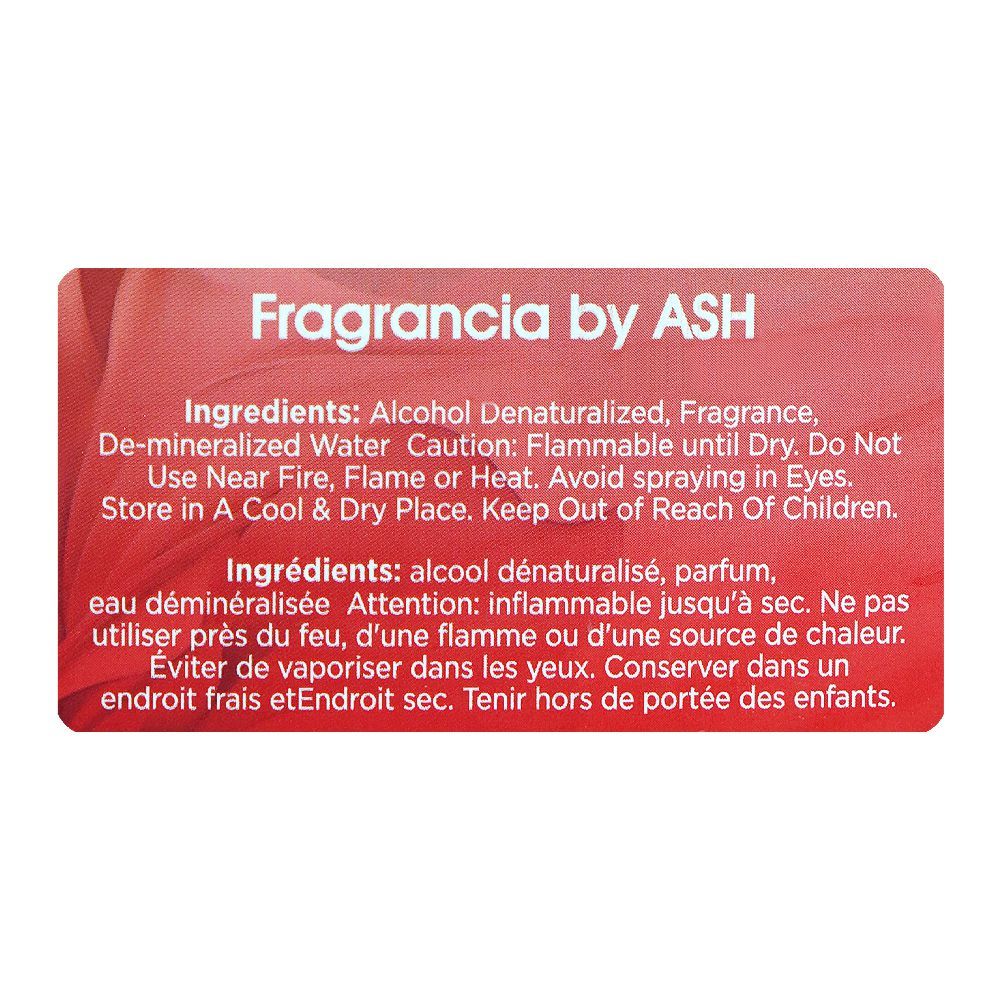 Fragrancia by ASH
Ingredients: Alcohol Denaturalized, Fragrance,
De-mineralized Water Caution: Flammable until Dry. Do Not
Use Near Fire, Flame or Heat. Avoid spraying in Eyes.
Store in A Cool & Dry Place. Keep Out of Reach Of Children.
Ingrédients: alcool dénaturalisé, parfum,
eau déminéralisée Attention: inflammable jusqu'à sec. Ne pas
utiliser près du feu, d'une flamme ou d'une source de chaleur.
Éviter de vaporiser dans les yeux. Conserver dans un
endroit frais etEndroit sec. Tenir hors de portée des enfants.